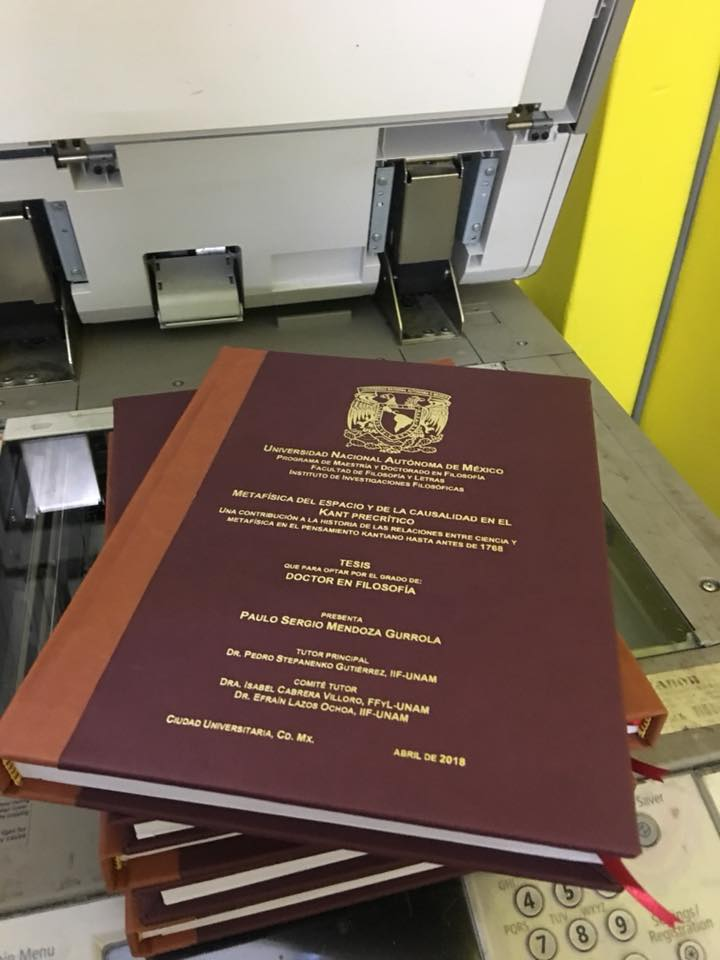 UNIVERSIDAD NACIONAL AUTÓNOMA DE MÉXICO
PROGRAMA DE MAESTRÍA Y DOCTORADO EN FILOSOFÍA
FACULTAD DE FILOSOFÍA Y LETRAS
INSTITUTO DE INVESTIGACIONES FILOSÓFICAS
METAFÍSICA DEL ESPACIO Y DE LA CAUSALIDAD EN EL
KANT PRECRÍTICO
UNA CONTRIBUCIÓN A LA HISTORIA DE LAS RELACIONES ENTRE CIENCIA Y
METAFÍSICA EN EL PENSAMIENTO KANTIANO HASTA ANTES DE 1768
TESIS
QUE PARA OPTAR POR EL GRADO DE:
DOCTOR EN FILOSOFÍA
PRESENTA
PAULO SERGIO MENDOZA GURROLA
TUTOR PRINCIPAL
DR. PEDRO STEPANENKO GUTIÉRREZ, IIF-UNAM
COMITÉ TUTOR
DRA. ISABEL CABRERA VILLORO, FFYL-UNAM
DR. EFRAÍN LAZOS OCHOA, IIF-UNAM
CIUDAD UNIVERSITARIA, CD. MX.
ABRIL DE 2018
anon
Silver
GHI
4
5
PQRS
TUV
WXYZ
7
8
9
Settings/
Registration
in Menu